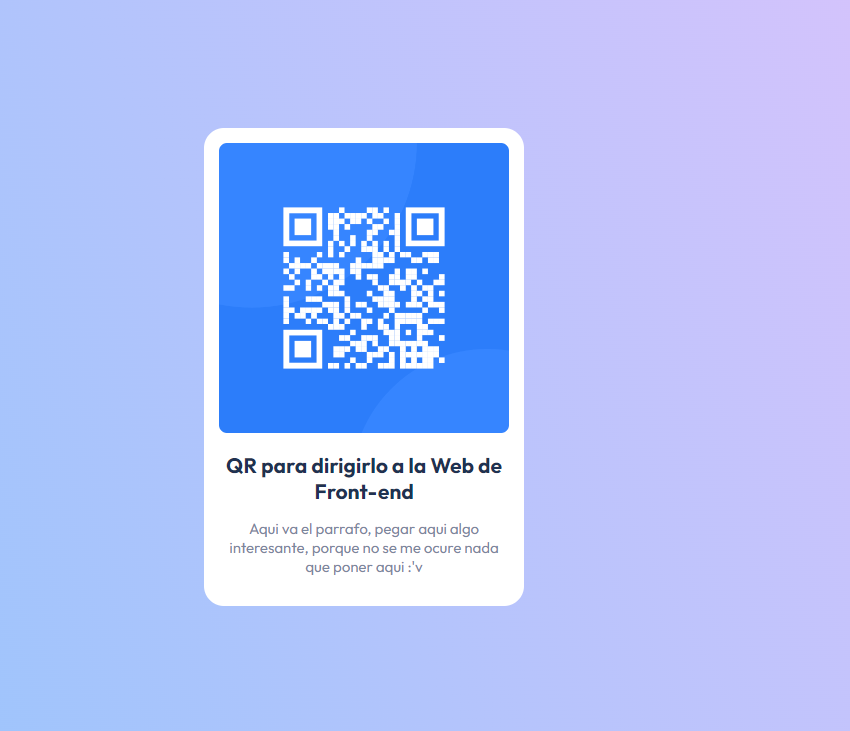 QR para dirigirlo a la Web de
Front-end
Aqui va el parrafo, pegar aqui algo
interesante, porque no se me ocure nada
que poner aqui :'v